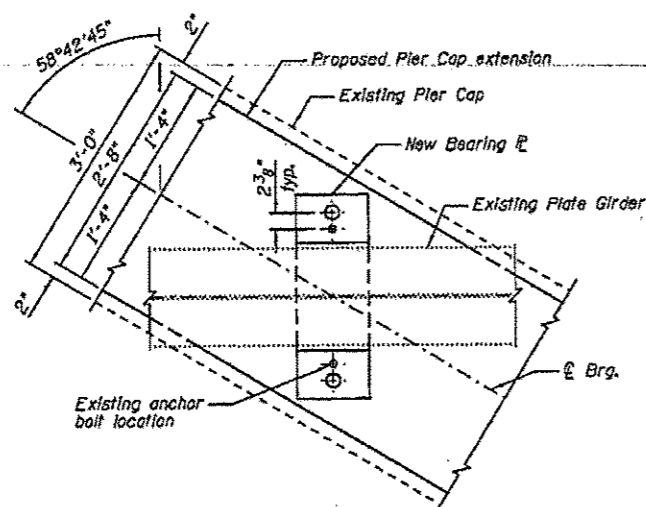 58°42'45"
2"
Proposed Pier Cap extension
Existing Pier Cap
3'-0"
2'-8"
1'-4"
1'-4"
2"
New Bearing ⅊
2 3/8"
typ.
Existing Plate Girder
℄ Brg.
Existing anchor
bolt location